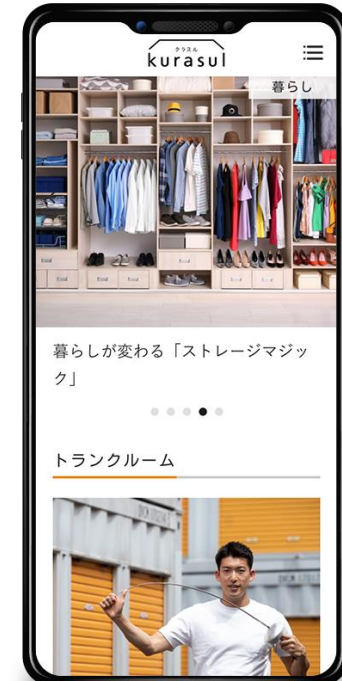 クラスル
kurasul
暮らし
暮らしが変わる「ストレージマジッ
ク」
トランクルーム